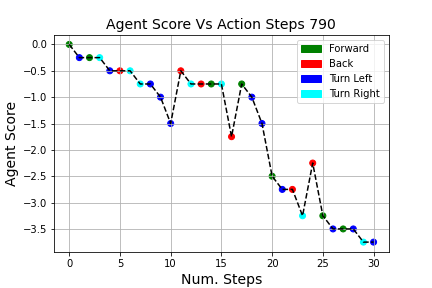 Agent Score Vs Action Steps 790
Forward
Back
Turn Left
Turn Right
Agent Score
0.0
−0.5
−1.0
−1.5
−2.0
−2.5
−3.0
−3.5
0 5 10 15 20 25 30
Num. Steps